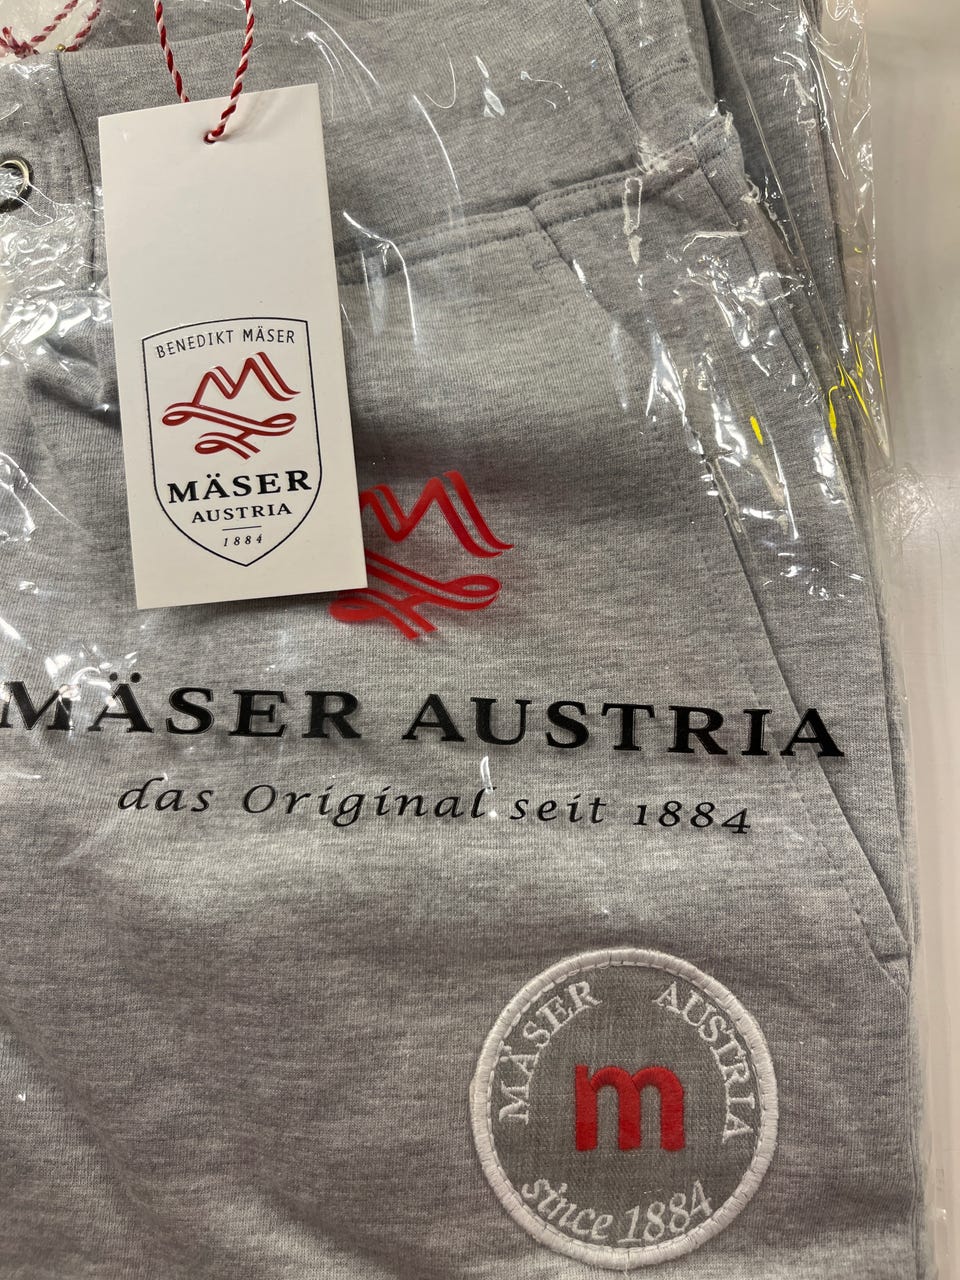 BENEDIKT MÄSER
MÄSER
AUSTRIA
1884
MÄSER AUSTRIA
das Original seit 1884
MÄSER AUSTRIA
m
since 1884